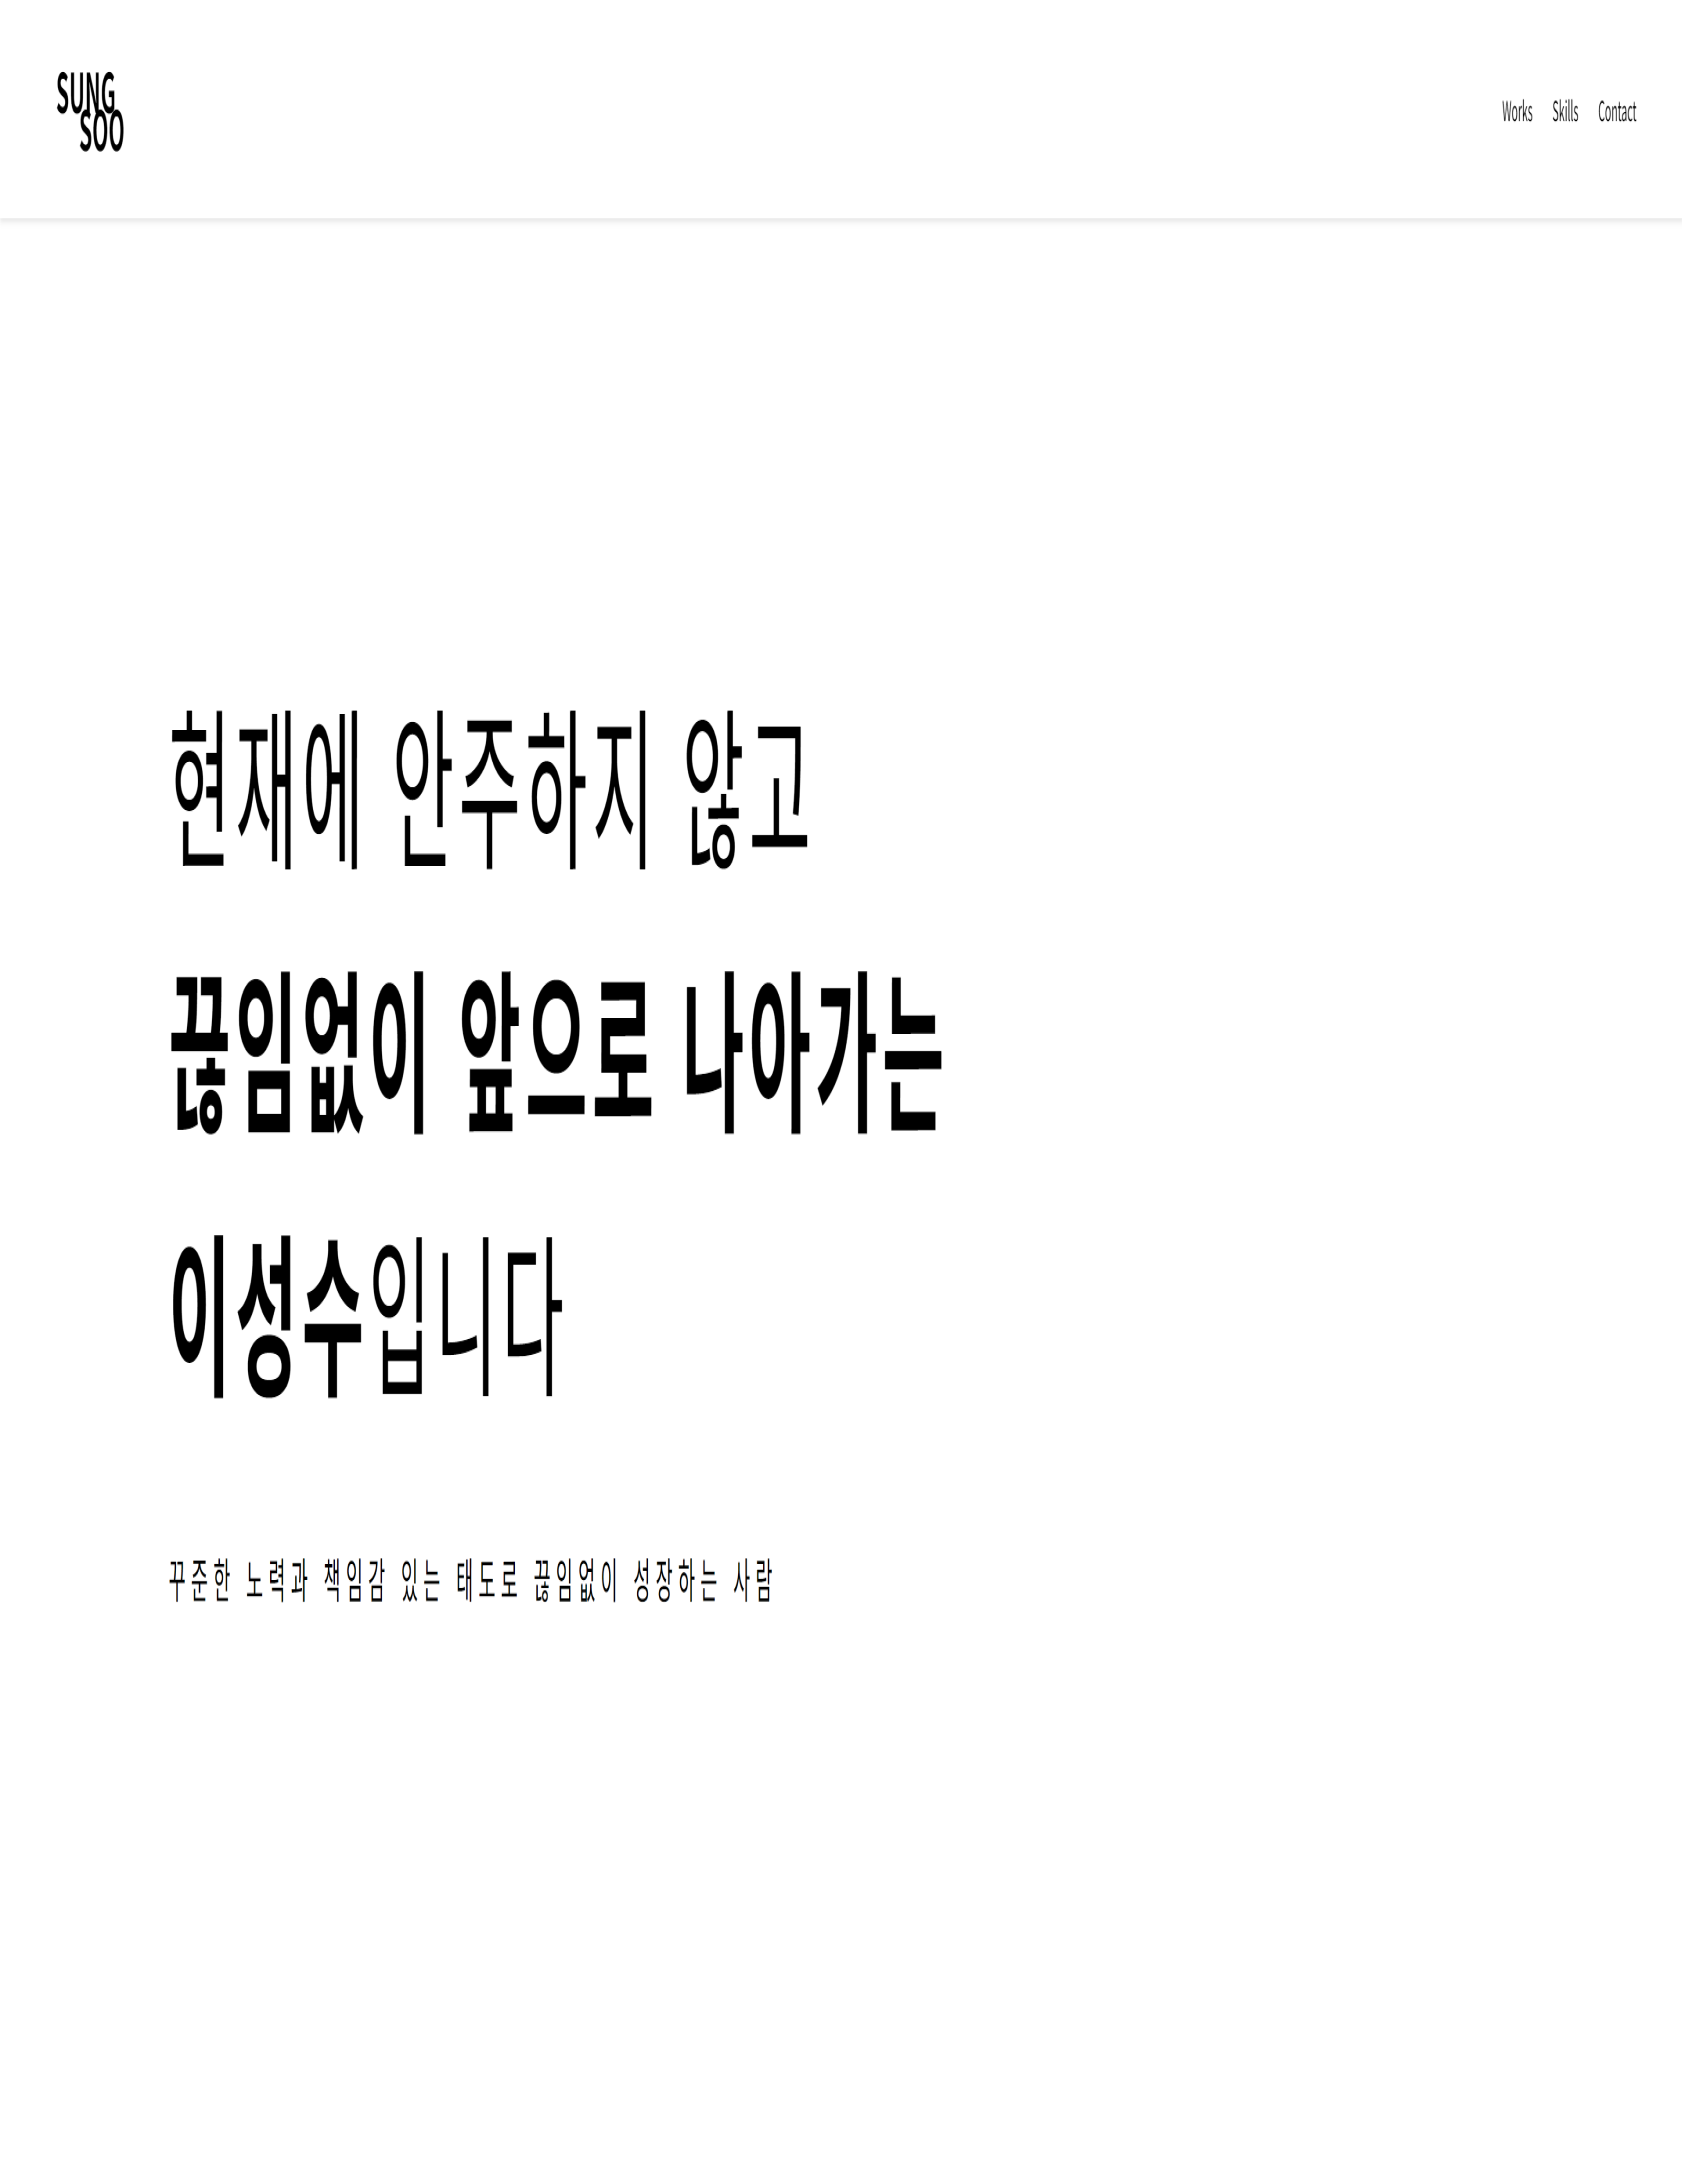 SUNG
SOO
Works Skills Contact
현재에 안주하지 않고
끊임없이 앞으로 나아가는
이성수입니다
꾸준한 노력과 책임감 있는 태도로 끊임없이 성장하는 사람